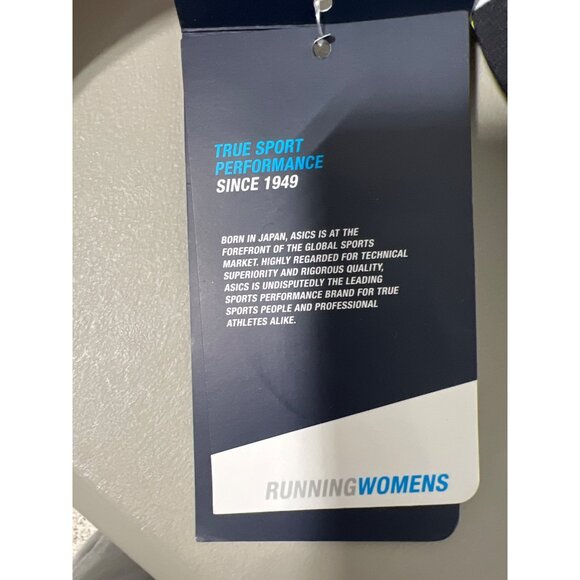 TRUE SPORT
PERFORMANCE
SINCE 1949
BORN IN JAPAN, ASICS IS AT THE
FOREFRONT OF THE GLOBAL SPORTS
MARKET. HIGHLY REGARDED FOR TECHNICAL
SUPERIORITY AND RIGOROUS QUALITY,
ASICS IS UNDISPUTEDLY THE LEADING
SPORTS PERFORMANCE BRAND FOR TRUE
SPORTS PEOPLE AND PROFESSIONAL
ATHLETES ALIKE.
RUNNINGWOMENS